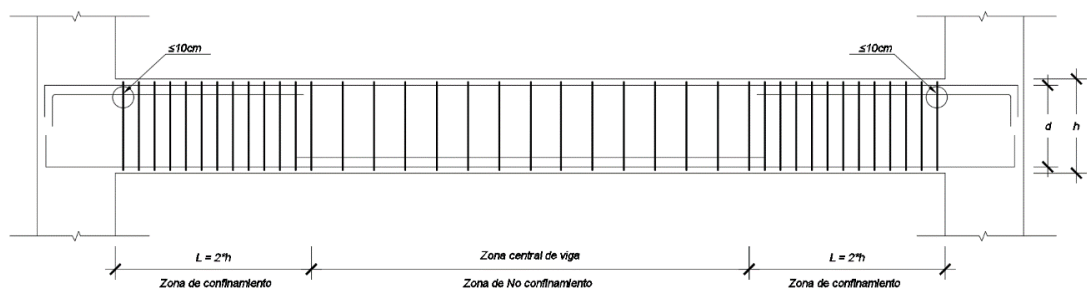 ≤10cm
≤10cm
d
h
L = 2*h
Zona central de viga
L = 2*h
Zona de confinamiento
Zona de No confinamiento
Zona de confinamiento